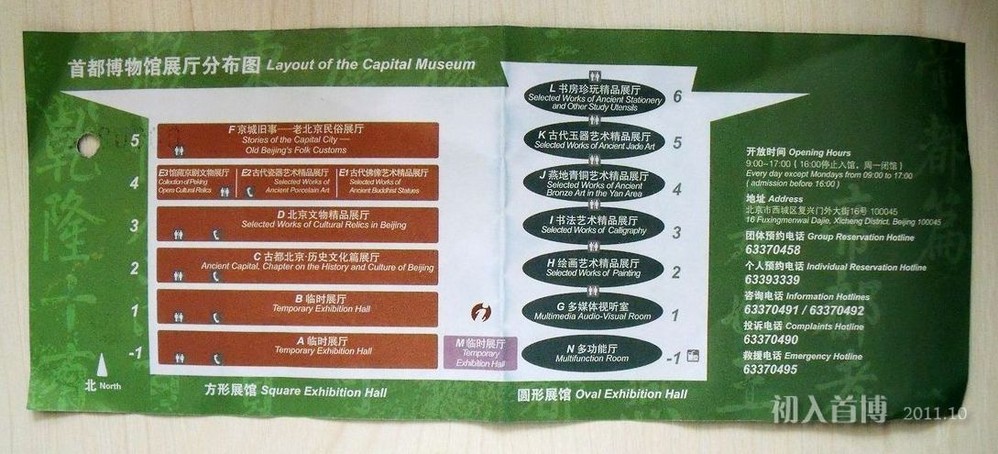 首都博物馆展厅分布图 Layout of the Capital Museum
5
F 京城旧事——老北京民俗展厅
Stories of the Capital City —
Old Beijing's Folk Customs
4
E3馆藏京剧文物展厅
Collection of Peking
Opera Cultural Relics
E2古代瓷器艺术精品展厅
Selected Works of
Ancient Porcelain Art
E1古代佛像艺术精品展厅
Selected Works of
Ancient Buddhist Statues
3
D 北京文物精品展厅
Selected Works of Cultural Relics in Beijing
2
C 古都北京·历史文化篇展厅
Ancient Capital, Chapter on the History and Culture of Beijing
1
B 临时展厅
Temporary Exhibition Hall
-1
A 临时展厅
Temporary Exhibition Hall
M 临时展厅
Temporary
Exhibition Hall
北 North
方形展馆 Square Exhibition Hall
L 书房珍玩精品展厅
Selected Works of Ancient Stationery
and Other Study Utensils
6
K 古代玉器艺术精品展厅
Selected Works of Ancient Jade Art
5
J 燕地青铜艺术精品展厅
Selected Works of Ancient
Bronze Art in the Yan Area
4
I 书法艺术精品展厅
Selected Works of Calligraphy
3
H 绘画艺术精品展厅
Selected Works of Painting
2
G 多媒体视听室
Multimedia Audio-Visual Room
1
N 多功能厅
Multifunction Room
-1
圆形展馆 Oval Exhibition Hall
开放时间 Opening Hours
9:00~17:00 ( 16:00停止入馆，周一闭馆 )
Every day except Mondays from 09:00 to 17:00
( admission before 16:00 )
地址 Address
北京市西城区复兴门外大街16号 100045
16 Fuxingmenwai Dajie, Xicheng District, Beijing 100045
团体预约电话 Group Reservation Hotline
63370458
个人预约电话 Individual Reservation Hotline
63393339
咨询电话 Information Hotlines
63370491 / 63370492
投诉电话 Complaints Hotline
63370490
救援电话 Emergency Hotline
63370495
初入首博 2011.10